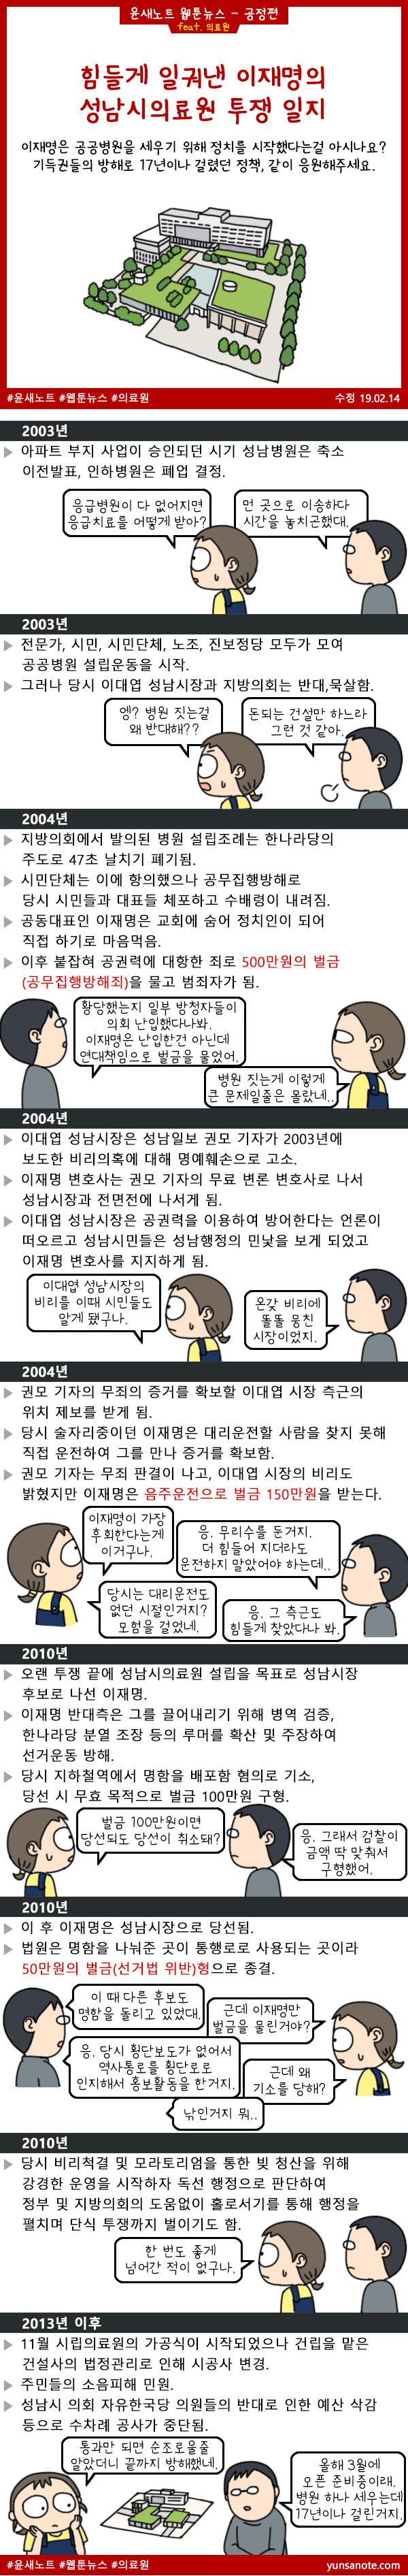 윤새노트 웹툰뉴스 - 긍정편
feat. 의료원
힘들게 일궈낸 이재명의
성남시의료원 투쟁 일지
이재명은 공공병원을 세우기 위해 정치를 시작했다는걸 아시나요?
기득권들의 방해로 17년이나 걸렸던 정책, 같이 응원해주세요.
#윤새노트 #웹툰뉴스 #의료원
수정 19.02.14
2003년
▶ 아파트 부지 사업이 승인되던 시기 성남병원은 축소
이전발표, 인하병원은 폐업 결정.
응급병원이 다 없어지면
응급치료를 어떻게 받아?
먼 곳으로 이송하다
시간을 놓치곤했대.
2003년
▶ 전문가, 시민, 시민단체, 노조, 진보정당 모두가 모여
공공병원 설립운동을 시작.
▶ 그러나 당시 이대엽 성남시장과 지방의회는 반대,묵살함.
엥? 병원 짓는걸
왜 반대해??
돈되는 건설만 하느라
그런 것 같아.
2004년
▶ 지방의회에서 발의된 병원 설립조례는 한나라당의
주도로 47초 날치기 폐기됨.
▶ 시민단체는 이에 항의했으나 공무집행방해로
당시 시민들과 대표들 체포하고 수배령이 내려짐.
▶ 공동대표인 이재명은 교회에 숨어 정치인이 되어
직접 하기로 마음먹음.
▶ 이후 붙잡혀 공권력에 대항한 죄로 500만원의 벌금
(공무집행방해죄)을 물고 범죄자가 됨.
황당했는지 일부 방청자들이
의회 난입했다나봐.
이재명은 난입한건 아닌데
연대책임으로 벌금을 물었어.
병원 짓는게 이렇게
큰 문제일줄은 몰랐네..
2004년
▶ 이대엽 성남시장은 성남일보 권모 기자가 2003년에
보도한 비리의혹에 대해 명예훼손으로 고소.
▶ 이재명 변호사는 권모 기자의 무료 변론 변호사로 나서
성남시장과 전면전에 나서게 됨.
▶ 이대엽 성남시장은 공권력을 이용하여 방어한다는 언론이
떠오르고 성남시민들은 성남행정의 민낯을 보게 되었고
이재명 변호사를 지지하게 됨.
이대엽 성남시장의
비리를 이때 시민들도
알게 됐구나.
온갖 비리에
똘똘 뭉친
시장이었지.
2004년
▶ 권모 기자의 무죄의 증거를 확보할 이대엽 시장 측근의
위치 제보를 받게 됨.
▶ 당시 술자리중이던 이재명은 대리운전할 사람을 찾지 못해
직접 운전하여 그를 만나 증거를 확보함.
▶ 권모 기자는 무죄 판결이 나고, 이대엽 시장의 비리도
밝혔지만 이재명은 음주운전으로 벌금 150만원을 받는다.
이재명이 가장
후회한다는게
이거구나.
응. 무리수를 둔거지.
더 힘들어 지더라도
운전하지 말았어야 하는데..
당시는 대리운전도
없던 시절인거지?
모험을 걸었네.
응. 그 측근도
힘들게 찾았다나 봐.
2010년
▶ 오랜 투쟁 끝에 성남시의료원 설립을 목표로 성남시장
후보로 나선 이재명.
▶ 이재명 반대측은 그를 끌어내리기 위해 병역 검증,
한나라당 분열 조장 등의 루머를 확산 및 주장하여
선거운동 방해.
▶ 당시 지하철역에서 명함을 배포함 혐의로 기소,
당선 시 무효 목적으로 벌금 100만원 구형.
벌금 100만원이면
당선되도 당선이 취소돼?
응. 그래서 검찰이
금액 딱 맞춰서
구형했어.
2010년
▶ 이 후 이재명은 성남시장으로 당선됨.
▶ 법원은 명함을 나눠준 곳이 통행로로 사용되는 곳이라
50만원의 벌금(선거법 위반)형으로 종결.
이 때 다른 후보도
명함을 돌리고 있었대.
근데 이재명만
벌금을 물린거야?
응. 당시 횡단보도가 없어서
역사통로를 횡단로로
인지해서 홍보활동을 한거지.
근데 왜
기소를 당해?
낚인거지 뭐..
2010년
▶ 당시 비리척결 및 모라토리엄을 통한 빚 청산을 위해
강경한 운영을 시작하자 독선 행정으로 판단하여
정부 및 지방의회의 도움없이 홀로서기를 통해 행정을
펼치며 단식 투쟁까지 벌이기도 함.
한 번도 좋게
넘어간 적이 없구나.
2013년 이후
▶ 11월 시립의료원의 가공식이 시작되었으나 건립을 맡은
건설사의 법정관리로 인해 시공사 변경.
▶ 주민들의 소음피해 민원.
▶ 성남시 의회 자유한국당 의원들의 반대로 인한 예산 삭감
등으로 수차례 공사가 중단됨.
통과만 되면 순조로울줄
알았더니 끝까지 방해했네.
올해 3월에
오픈 준비중이래.
병원 하나 세우는데
17년이나 걸린거지.
#윤새노트 #웹툰뉴스 #의료원
yunsanote.com